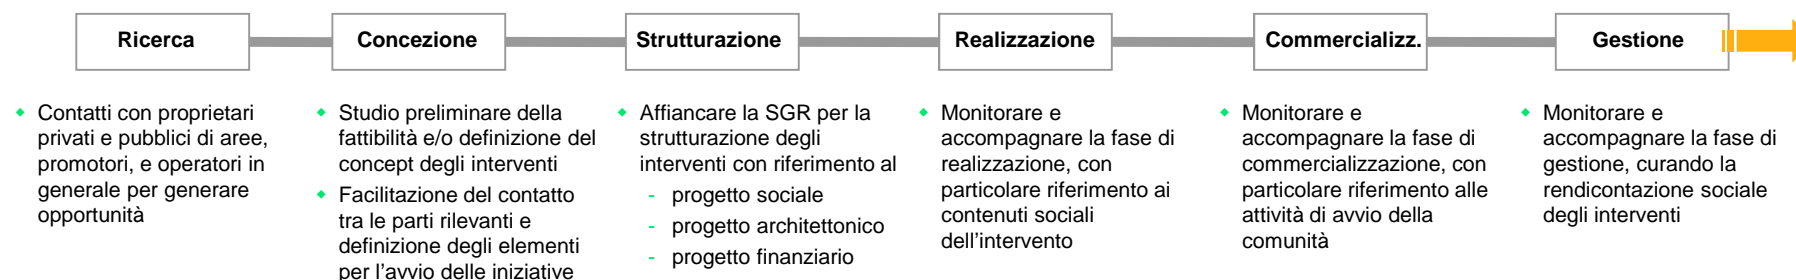 Ricerca
Concezione
Strutturazione
Realizzazione
Commercializz.
Gestione
Contatti con proprietari
privati e pubblici di aree,
promotori, e operatori in
generale per generare
opportunità
Studio preliminare della
fattibilità e/o definizione del
concept degli interventi
Facilitazione del contatto
tra le parti rilevanti e
definizione degli elementi
per l'avvio delle iniziative
Affiancare la SGR per la
strutturazione degli
interventi con riferimento al
- progetto sociale
- progetto architettonico
- progetto finanziario
Monitorare e
accompagnare la fase di
realizzazione, con
particolare riferimento ai
contenuti sociali
dell'intervento
Monitorare e
accompagnare la fase di
commercializzazione, con
particolare riferimento alle
attività di avvio della
comunità
Monitorare e
accompagnare la fase di
gestione, curando la
rendicontazione sociale
degli interventi